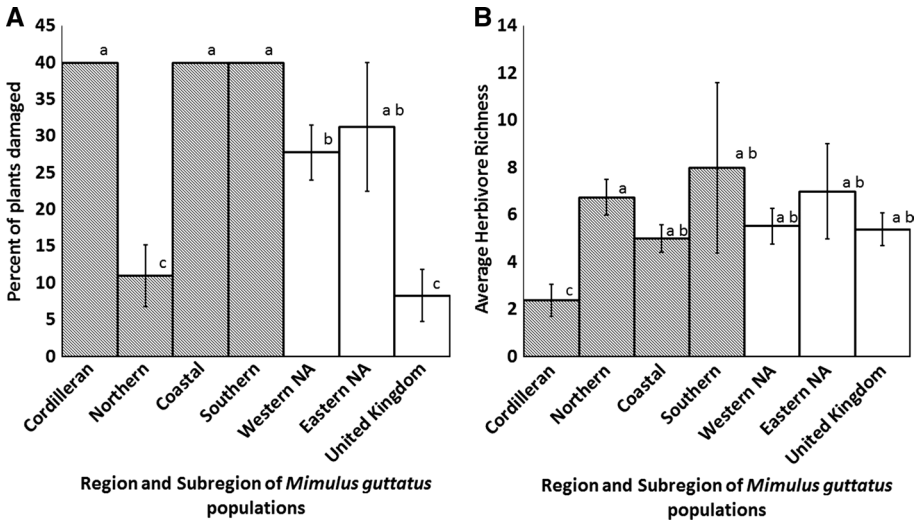 A
Percent of plants damaged
45
40
35
30
25
20
15
10
5
0
a
c
a
a
b
a b
c
Cordilleran
Northern
Coastal
Southern
Western NA
Eastern NA
United Kingdom
Region and Subregion of Mimulus guttatus
populations
B
Average Herbivore Richness
14
12
10
8
6
4
2
0
c
a
a b
a b
a b
a b
a b
Cordilleran
Northern
Coastal
Southern
Western NA
Eastern NA
United Kingdom
Region and Subregion of Mimulus guttatus
populations